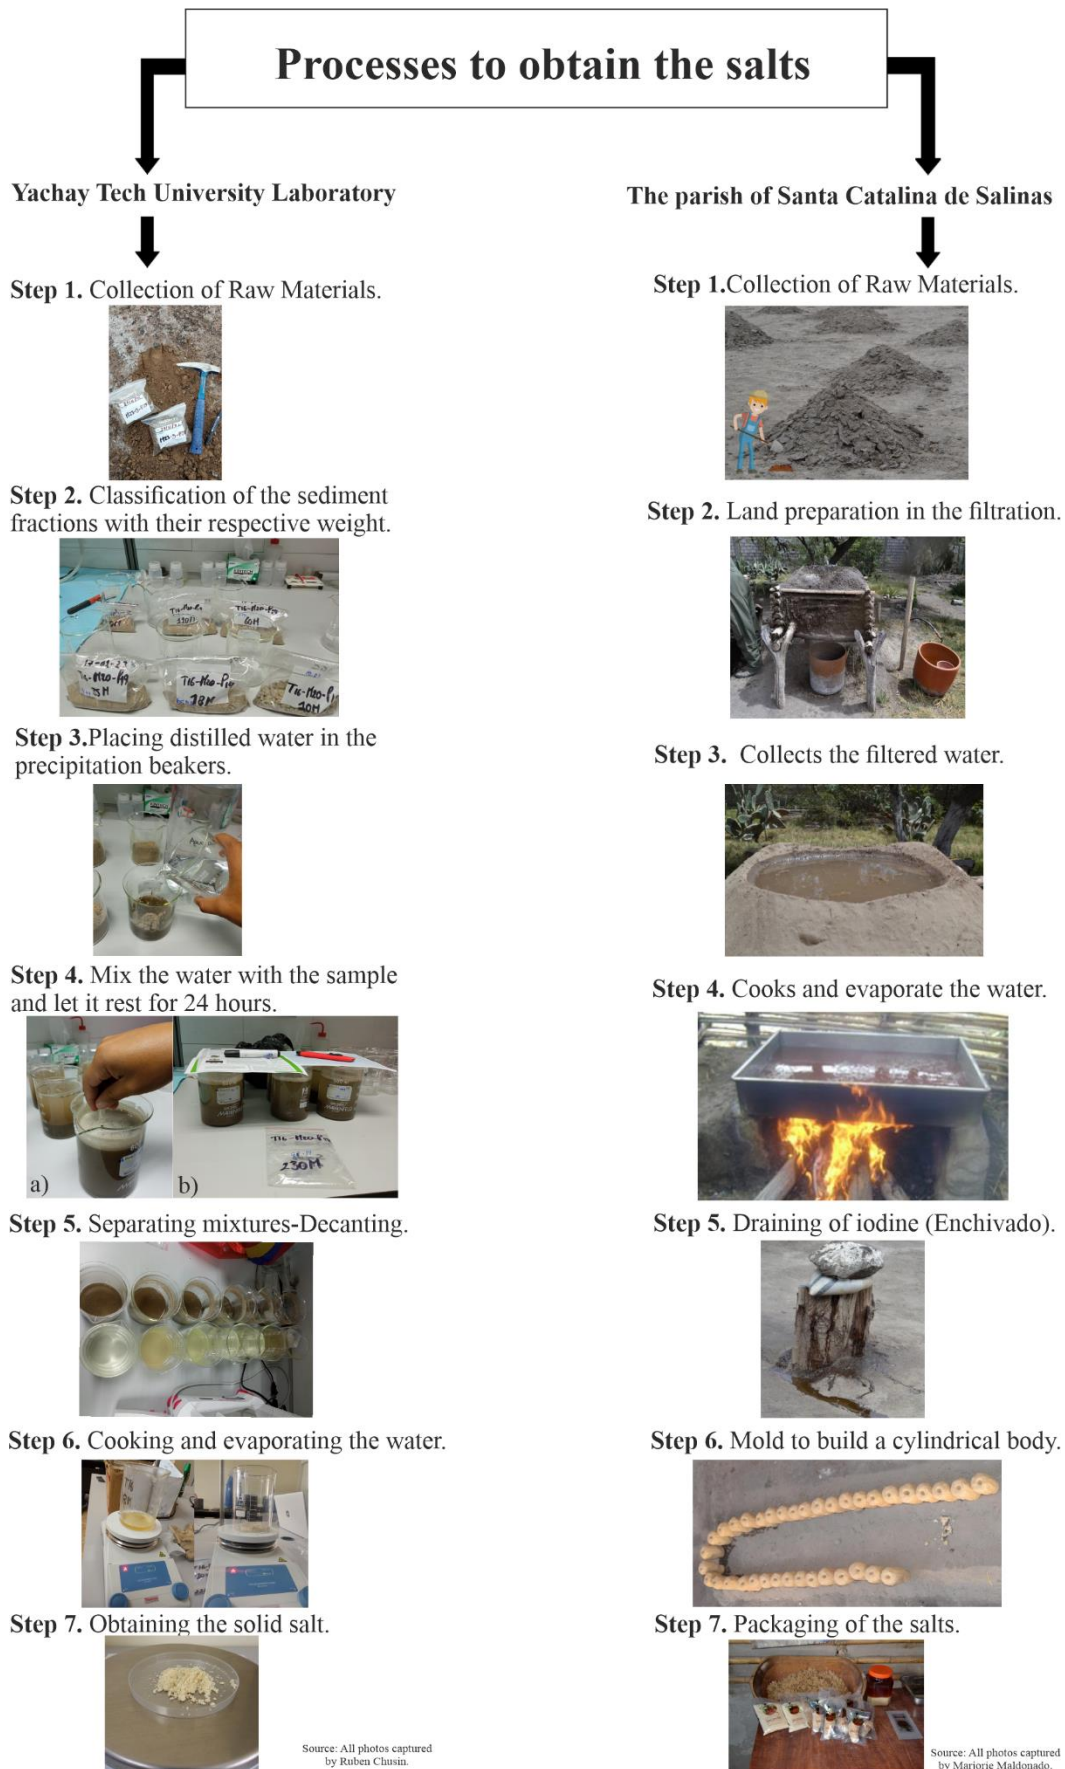 Processes to obtain the salts
Yachay Tech University Laboratory
Step 1. Collection of Raw Materials.
Step 2. Classification of the sediment
fractions with their respective weight.
T16-M20-P19
18M
230M
Step 3.Placing distilled water in the
precipitation beakers.
Step 4. Mix the water with the sample
and let it rest for 24 hours.
a)
b)
230M
Step 5. Separating mixtures-Decanting.
Step 6. Cooking and evaporating the water.
Step 7. Obtaining the solid salt.
Source: All photos captured
by Ruben Chusin.
The parish of Santa Catalina de Salinas
Step 1.Collection of Raw Materials.
Step 2. Land preparation in the filtration.
Step 3. Collects the filtered water.
Step 4. Cooks and evaporate the water.
Step 5. Draining of iodine (Enchivado).
Step 6. Mold to build a cylindrical body.
Step 7. Packaging of the salts.
Source: All photos captured
by Marjorie Maldonado.